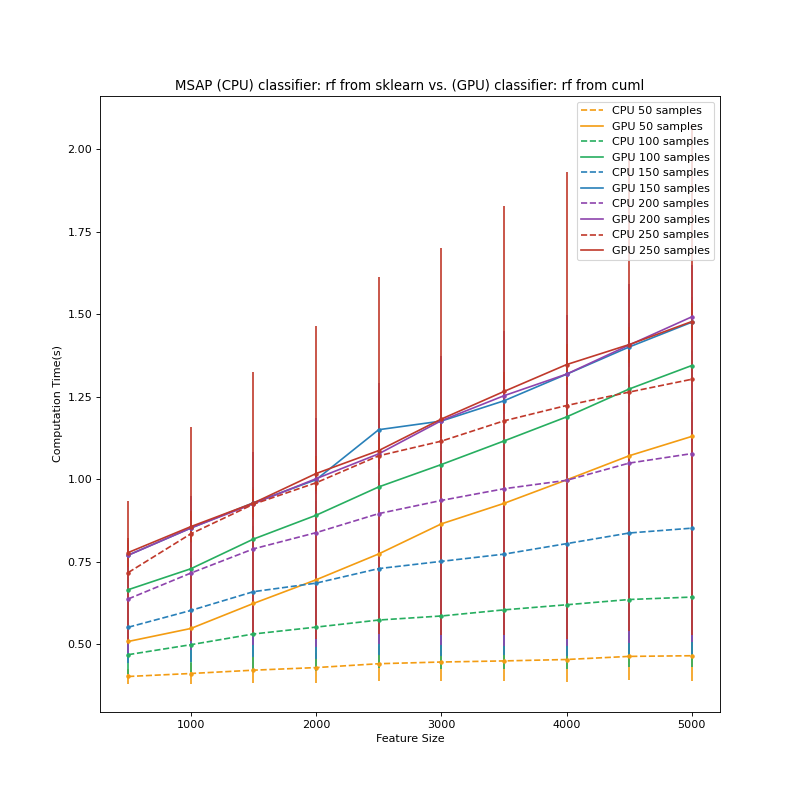 MSAP (CPU) classifier: rf from sklearn vs. (GPU) classifier: rf from cuml
CPU 50 samples
GPU 50 samples
CPU 100 samples
GPU 100 samples
CPU 150 samples
GPU 150 samples
CPU 200 samples
GPU 200 samples
CPU 250 samples
GPU 250 samples
2.00
1.75
1.50
1.25
1.00
0.75
0.50
Computation Time(s)
1000 2000 3000 4000 5000
Feature Size